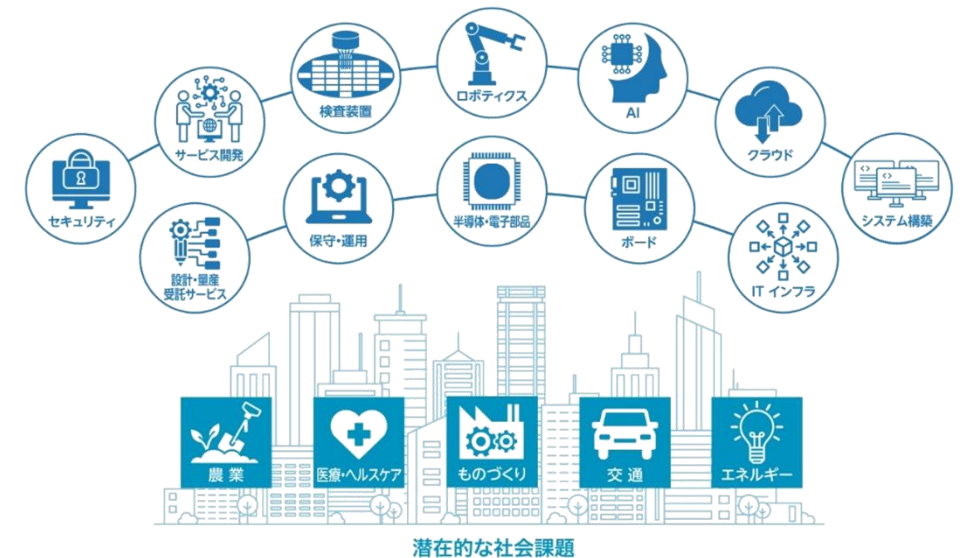 セキュリティ
サービス開発
検査装置
ロボティクス
AI
クラウド
システム構築
設計・量産
受託サービス
保守・運用
半導体・電子部品
ボード
IT インフラ
農業
医療・ヘルスケア
ものづくり
交通
エネルギー
潜在的な社会課題